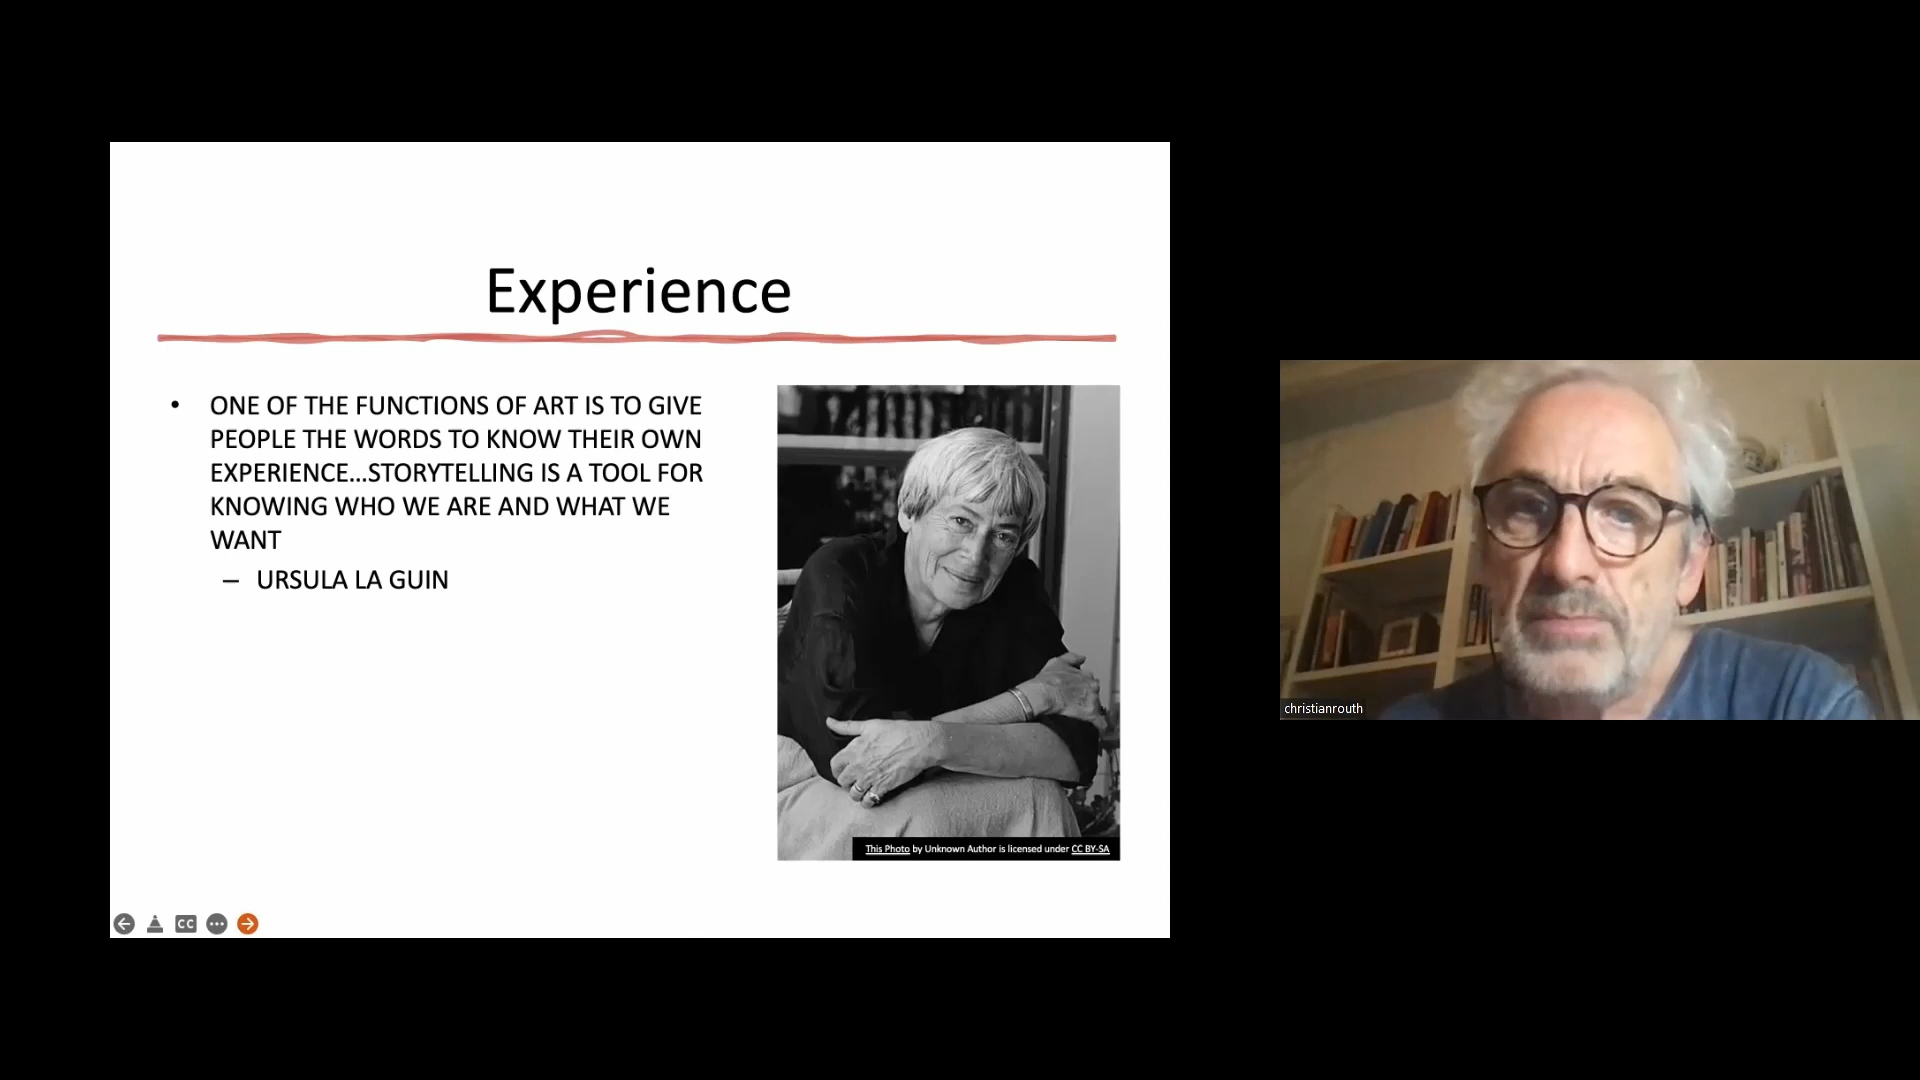 Experience
• ONE OF THE FUNCTIONS OF ART IS TO GIVE
PEOPLE THE WORDS TO KNOW THEIR OWN
EXPERIENCE...STORYTELLING IS A TOOL FOR
KNOWING WHO WE ARE AND WHAT WE
WANT
– URSULA LA GUIN
This Photo by Unknown Author is licensed under CC BY-SA
CC
christianrouth